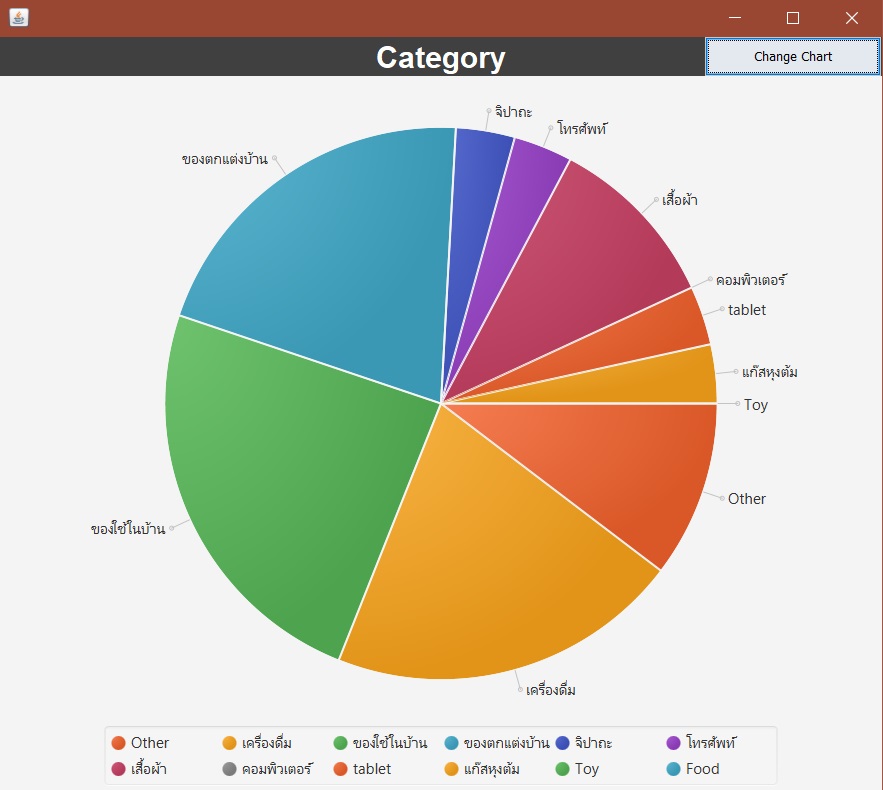 Category
Change Chart
จิปาถะ
โทรศัพท์
ของตกแต่งบ้าน
เสื้อผ้า
คอมพิวเตอร์
tablet
แก๊สหุงต้ม
Toy
Other
ของใช้ในบ้าน
เครื่องดื่ม
Other เครื่องดื่ม ของใช้ในบ้าน ของตกแต่งบ้าน จิปาถะ โทรศัพท์
เสื้อผ้า คอมพิวเตอร์ tablet แก๊สหุงต้ม Toy Food